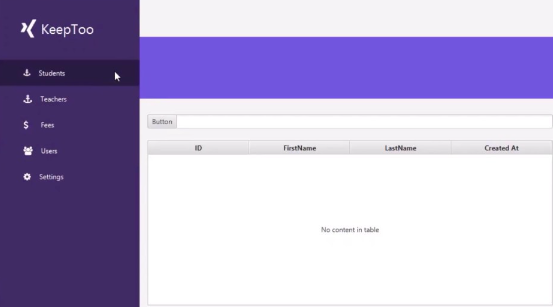 KeepToo
Students
Teachers
$ Fees
Users
Settings
Button
ID FirstName LastName Created At
No content in table